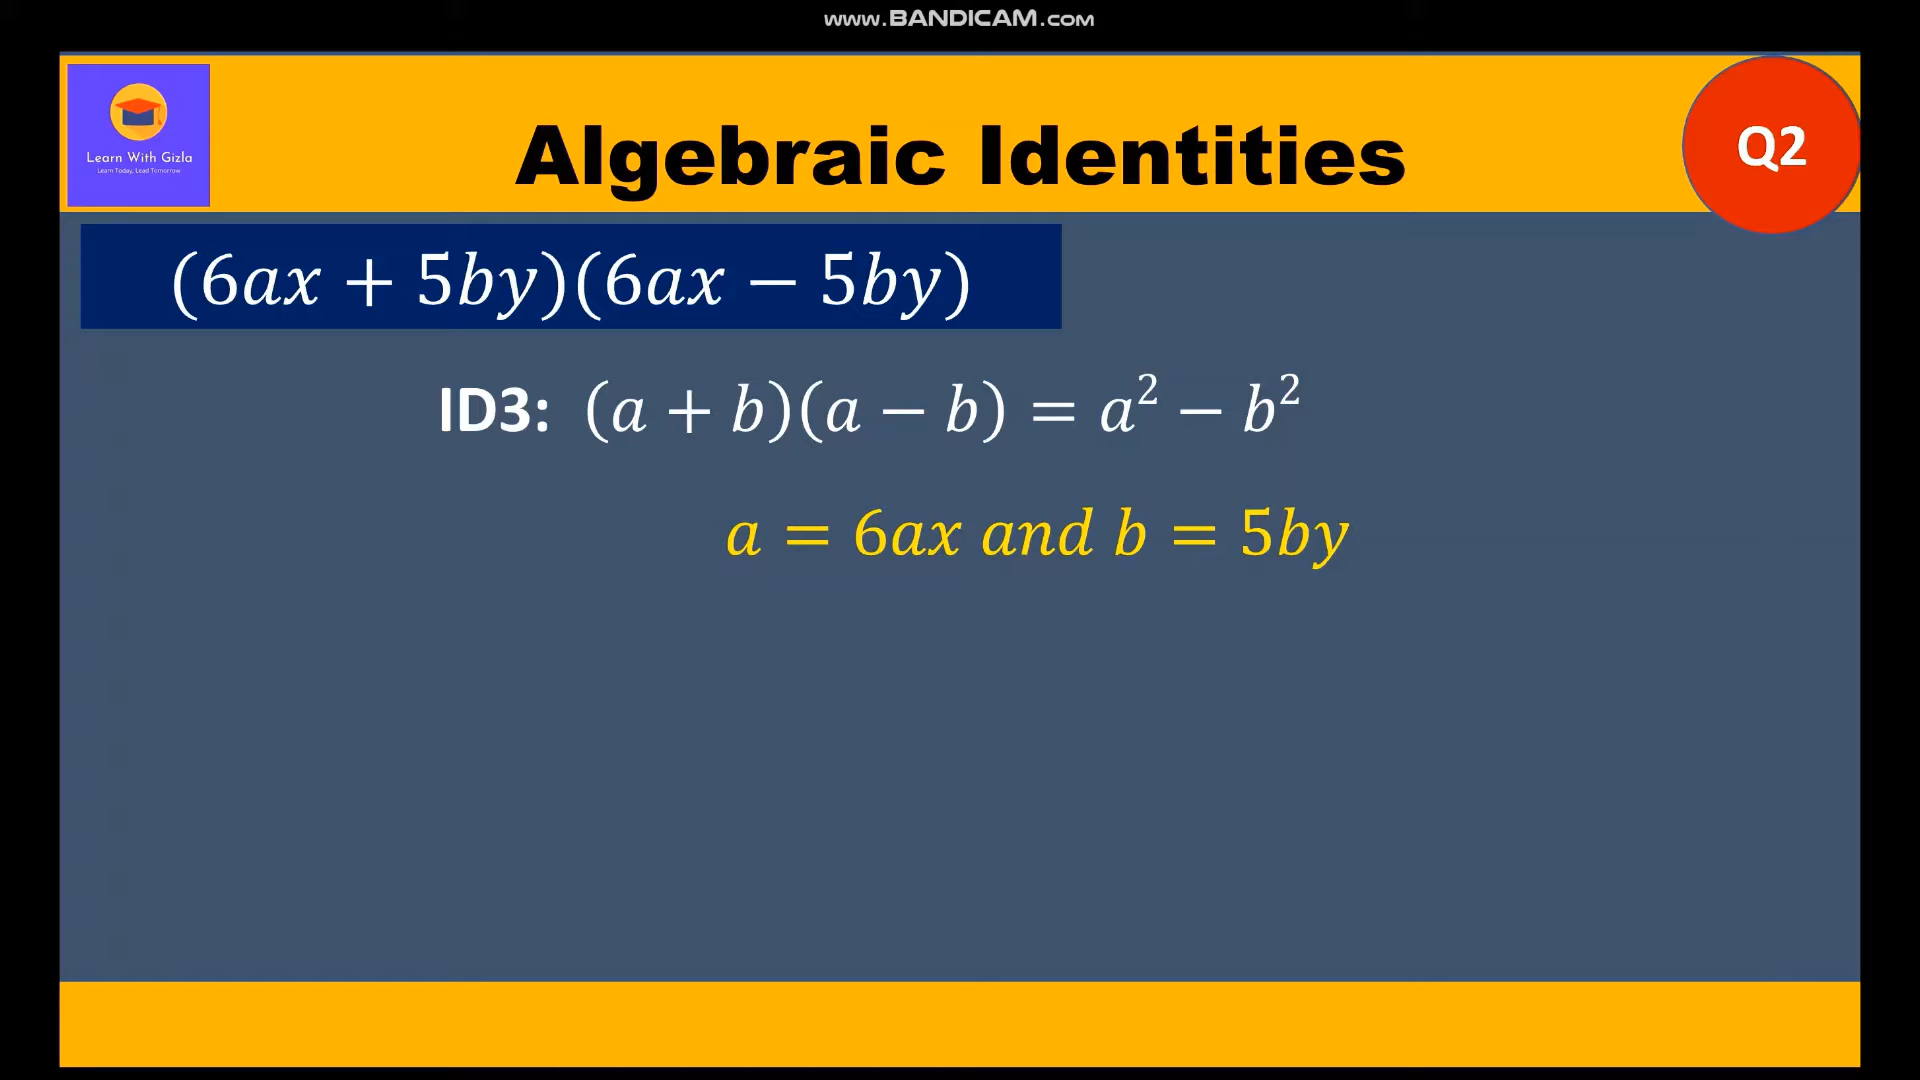 www.BANDICAM.com
Learn With Gizla
Learn Today, Lead Tomorrow
Algebraic Identities
Q2
(6ax + 5by)(6ax − 5by)
ID3: (a + b)(a − b) = a² − b²
a = 6ax and b = 5by